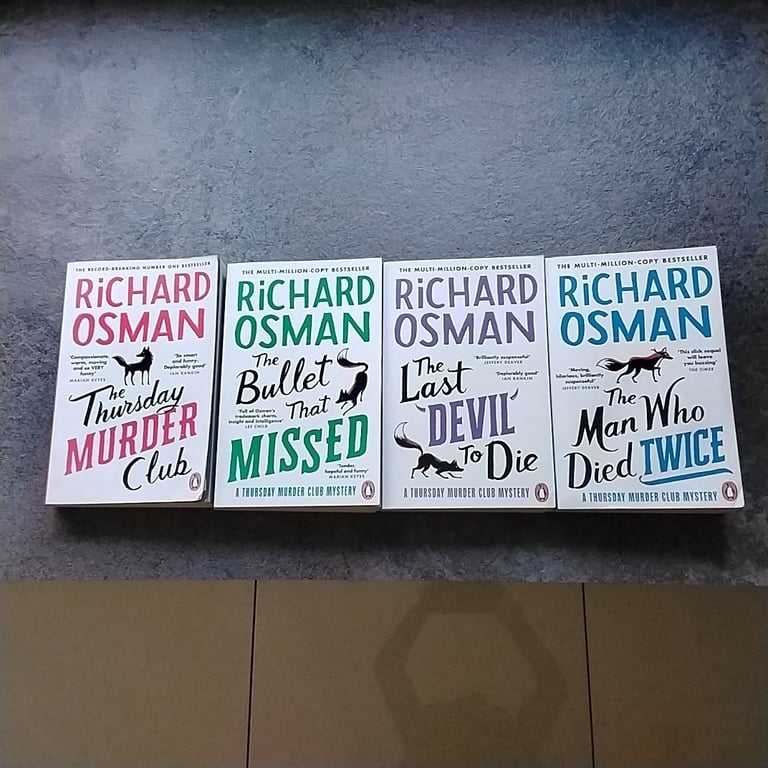 THE RECORD-BREAKING NUMBER ONE BESTSELLER
RiCHARD
OSMAN
'Compassionate,
warm, moving
and so VERY
funny'
MARIAN KEYES
'So smart
and funny.
Deplorably good'
IAN RANKIN
The
Thursday
MURDER
Club
THE MULTI-MILLION-COPY BESTSELLER
RiCHARD
OSMAN
The
Bullet
That
'Full of Osman's
trademark charm,
insight and intelligence'
LEE CHILD
MISSED
'Tender,
hopeful and funny'
MARIAN KEYES
A THURSDAY MURDER CLUB MYSTERY
THE MULTI-MILLION-COPY BESTSELLER
RiCHARD
OSMAN
'Brilliantly suspenseful'
JEFFERY DEAVER
'Deplorably good'
IAN RANKIN
The
Last
'DEVIL'
To Die
A THURSDAY MURDER CLUB MYSTERY
THE MULTI-MILLION-COPY BESTSELLER
RiCHARD
OSMAN
'This slick sequel
will leave
you buzzing'
THE TIMES
'Moving,
hilarious, brilliantly
suspenseful'
JEFFERY DEAVER
The
Man Who
Died TWICE
A THURSDAY MURDER CLUB MYSTERY